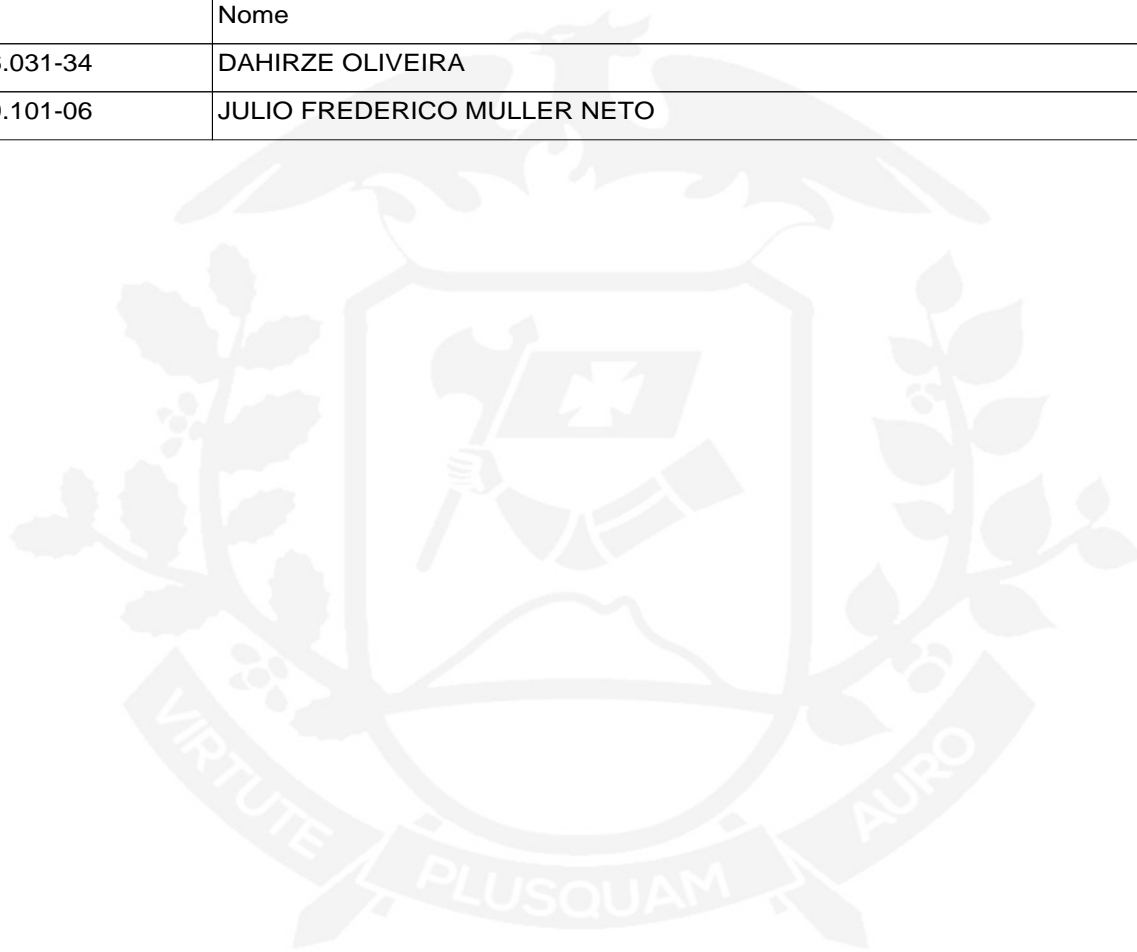 Nome
.031-34 DAHIRZE OLIVEIRA
.101-06 JULIO FREDERICO MULLER NETO
VIRTUTE PLUSQUAM AURO